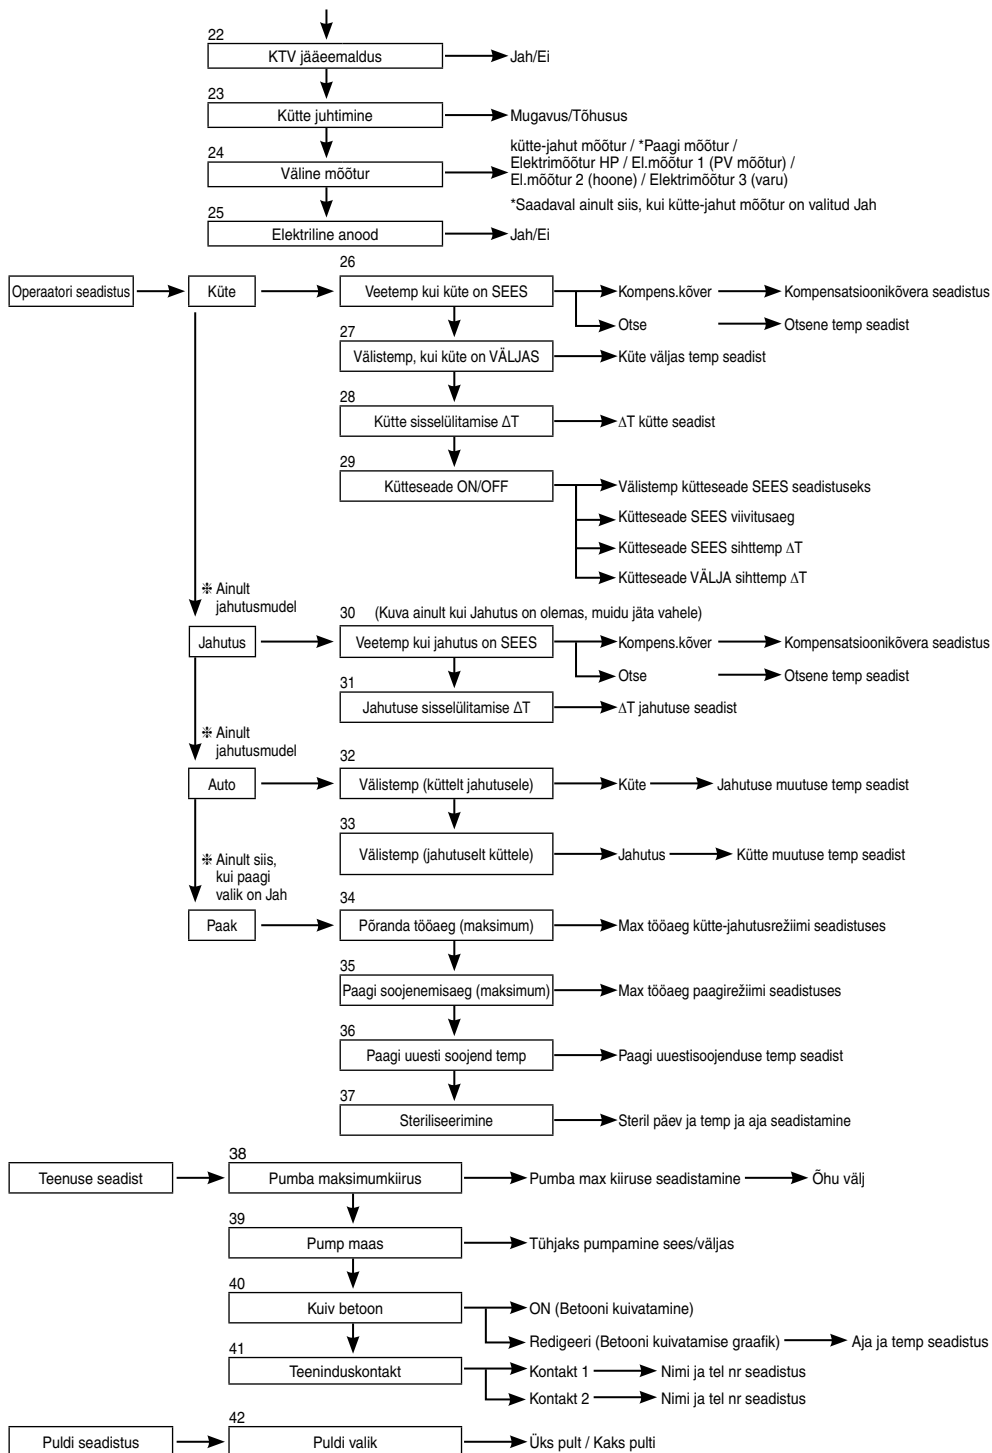 22
KTV jääeemaldus
Jah/Ei
23
Kütte juhtimine
Mugavus/Tõhusus
24
Väline mõõtur
kütte-jahut mõõtur / *Paagi mõõtur /
Elektrimõõtur HP / El.mõõtur 1 (PV mõõtur) /
El.mõõtur 2 (hoone) / Elektrimõõtur 3 (varu)
*Saadaval ainult siis, kui kütte-jahut mõõtur on valitud Jah
25
Elektriline anood
Jah/Ei
26
Operaatori seadistus
Küte
Veetemp kui küte on SEES
Kompens.kõver
Kompensatsioonikõvera seadistus
Otse
Otsene temp seadist
27
Välistemp, kui küte on VÄLJAS
Küte väljas temp seadist
28
Kütte sisselülitamise ΔT
ΔT kütte seadist
29
Kütteseade ON/OFF
Välistemp kütteseade SEES seadistuseks
Kütteseade SEES viivitusaeg
Kütteseade SEES sihttemp ΔT
Kütteseade VÄLJA sihttemp ΔT
❉ Ainult
jahutusmudel
30 (Kuva ainult kui Jahutus on olemas, muidu jäta vahele)
Jahutus
Veetemp kui jahutus on SEES
Kompens.kõver
Kompensatsioonikõvera seadistus
Otse
Otsene temp seadist
31
Jahutuse sisselülitamise ΔT
ΔT jahutuse seadist
❉ Ainult
jahutusmudel
32
Auto
Välistemp (küttelt jahutusele)
Küte
Jahutuse muutuse temp seadist
33
Välistemp (jahutuselt küttele)
Jahutus
Kütte muutuse temp seadist
❉ Ainult siis,
kui paagi
valik on Jah
34
Paak
Põranda tööaeg (maksimum)
Max tööaeg kütte-jahutusrežiimi seadistuses
35
Paagi soojenemisaeg (maksimum)
Max tööaeg paagirežiimi seadistuses
36
Paagi uuesti soojend temp
Paagi uuestisoojenduse temp seadist
37
Steriliseerimine
Steril päev ja temp ja aja seadistamine
38
Teenuse seadist
Pumba maksimumkiirus
Pumba max kiiruse seadistamine
Õhu välj
39
Pump maas
Tühjaks pumpamine sees/väljas
40
Kuiv betoon
ON (Betooni kuivatamine)
Redigeeri (Betooni kuivatamise graafik)
Aja ja temp seadistus
41
Teeninduskontakt
Kontakt 1
Nimi ja tel nr seadistus
Kontakt 2
Nimi ja tel nr seadistus
42
Puldi seadistus
Puldi valik
Üks pult / Kaks pulti